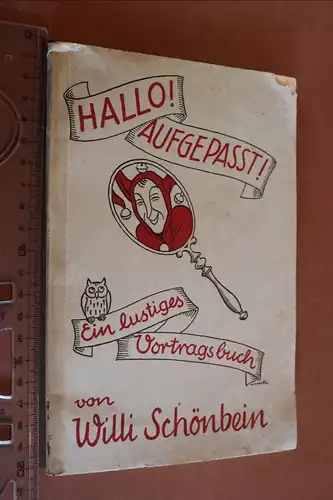 HALLO!
AUFGEPASST!
Ein lustiges
Vortragsbuch
von
Willi Schönbein